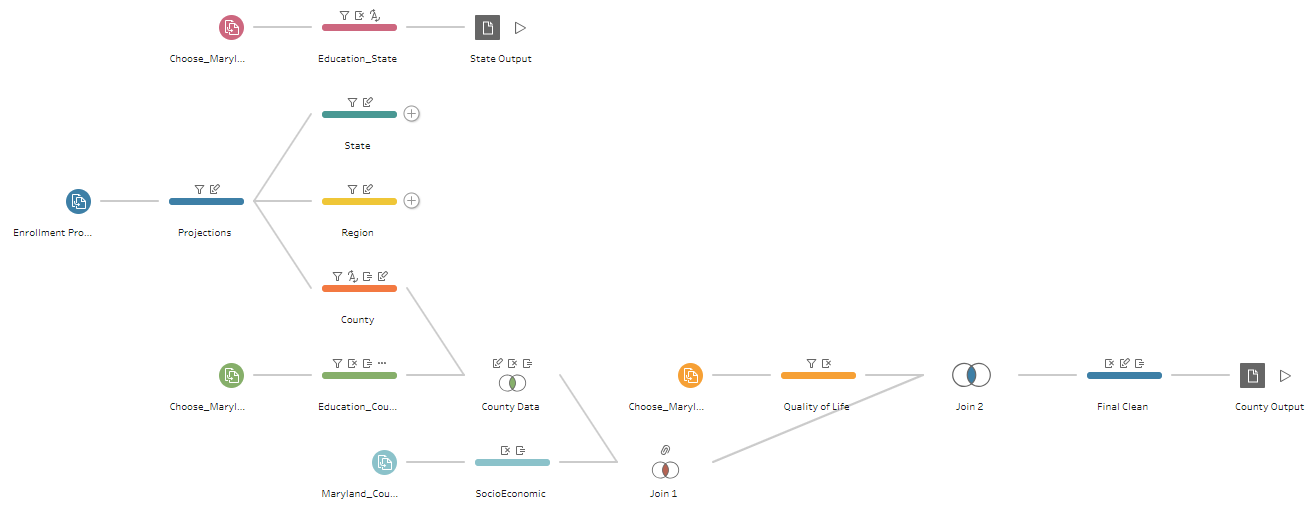 Choose_Maryl...
Education_State
State Output
State
Enrollment Pro...
Projections
Region
County
Choose_Maryl...
Education_Cou...
County Data
Choose_Maryl...
Quality of Life
Join 2
Final Clean
County Output
Maryland_Cou...
SocioEconomic
Join 1